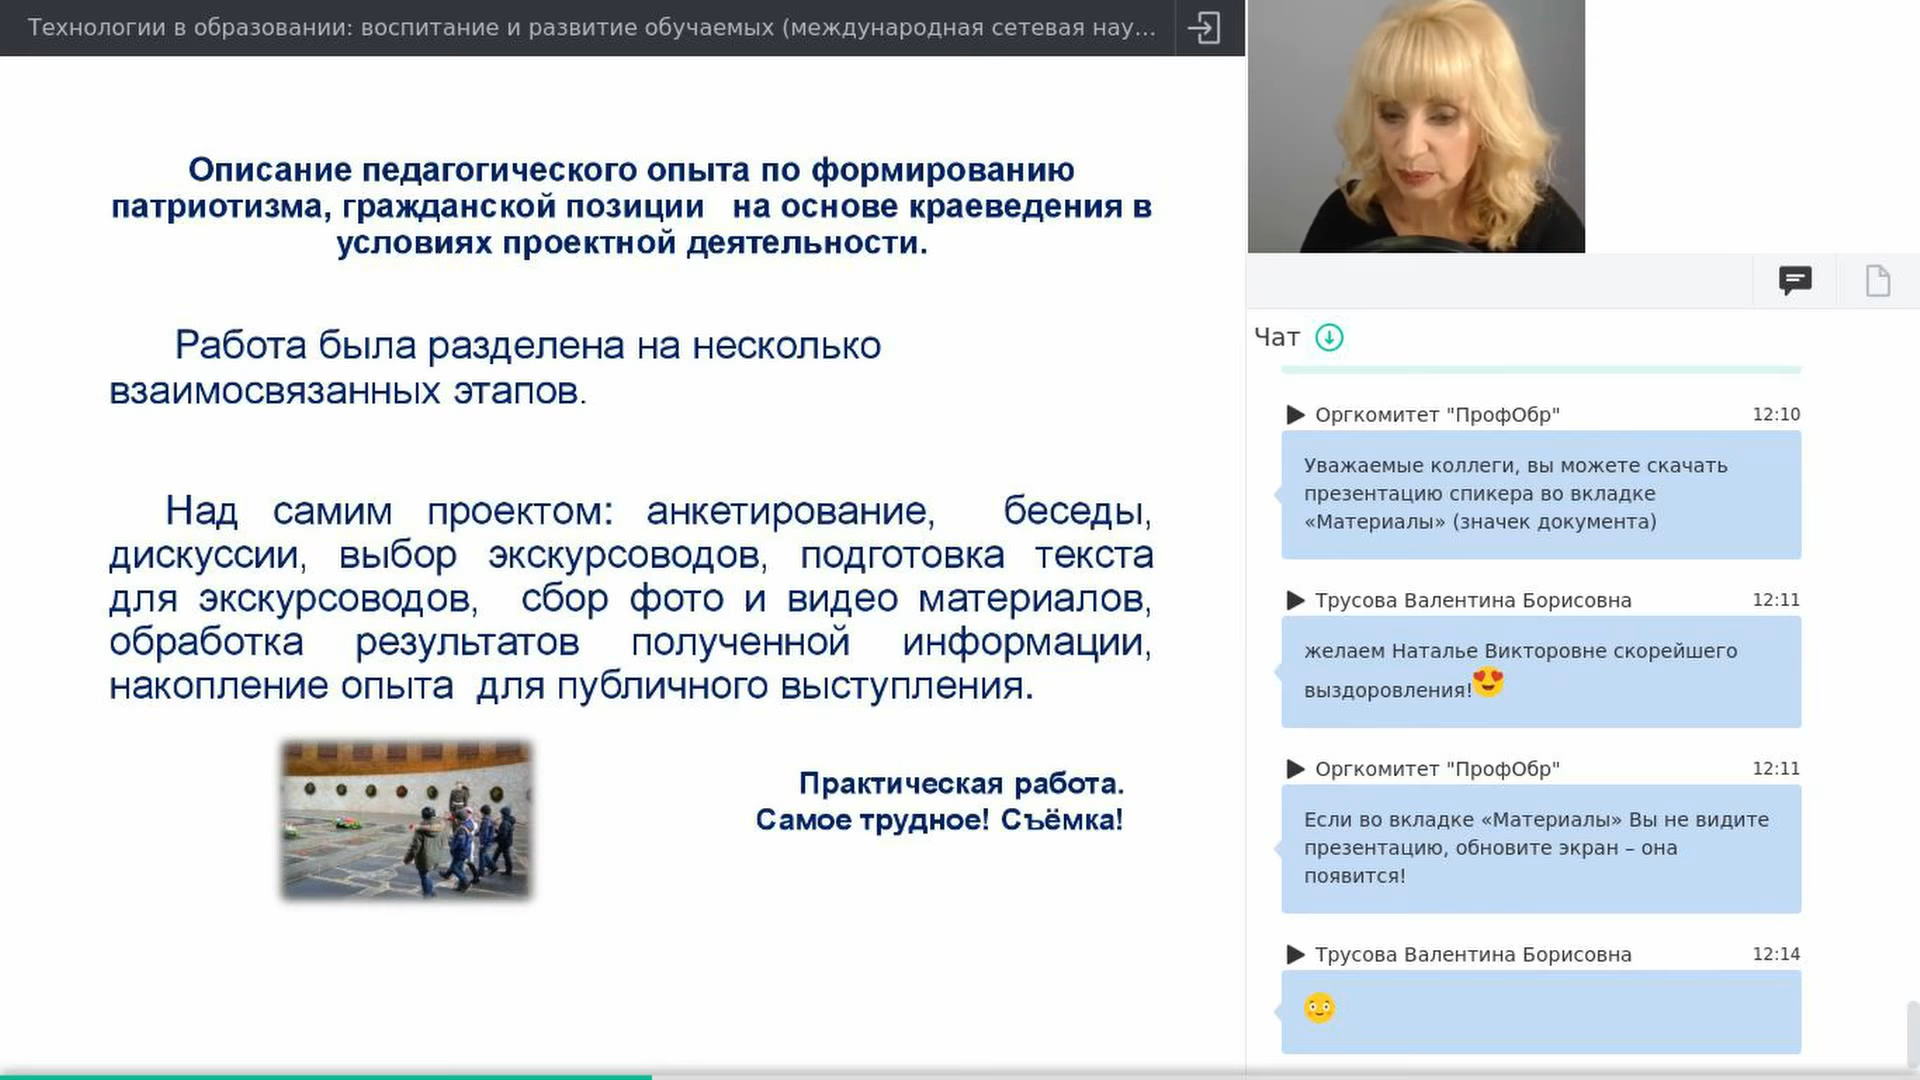 Технологии в образовании: воспитание и развитие обучаемых (международная сетевая нау...
Описание педагогического опыта по формированию
патриотизма, гражданской позиции на основе краеведения в
условиях проектной деятельности.
Работа была разделена на несколько
взаимосвязанных этапов.
Над самим проектом: анкетирование, беседы,
дискуссии, выбор экскурсоводов, подготовка текста
для экскурсоводов, сбор фото и видео материалов,
обработка результатов полученной информации,
накопление опыта для публичного выступления.
Практическая работа.
Самое трудное! Съёмка!
Чат
Оргкомитет "ПрофОбр" 12:10
Уважаемые коллеги, вы можете скачать
презентацию спикера во вкладке
«Материалы» (значек документа)
Трусова Валентина Борисовна 12:11
желаем Наталье Викторовне скорейшего
выздоровления!😍
Оргкомитет "ПрофОбр" 12:11
Если во вкладке «Материалы» Вы не видите
презентацию, обновите экран – она
появится!
Трусова Валентина Борисовна 12:14
😳